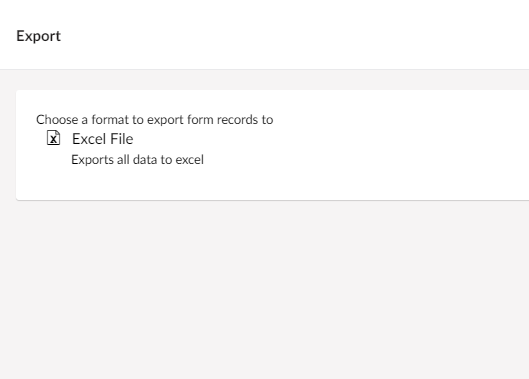 Export
Choose a format to export form records to
Excel File
Exports all data to excel